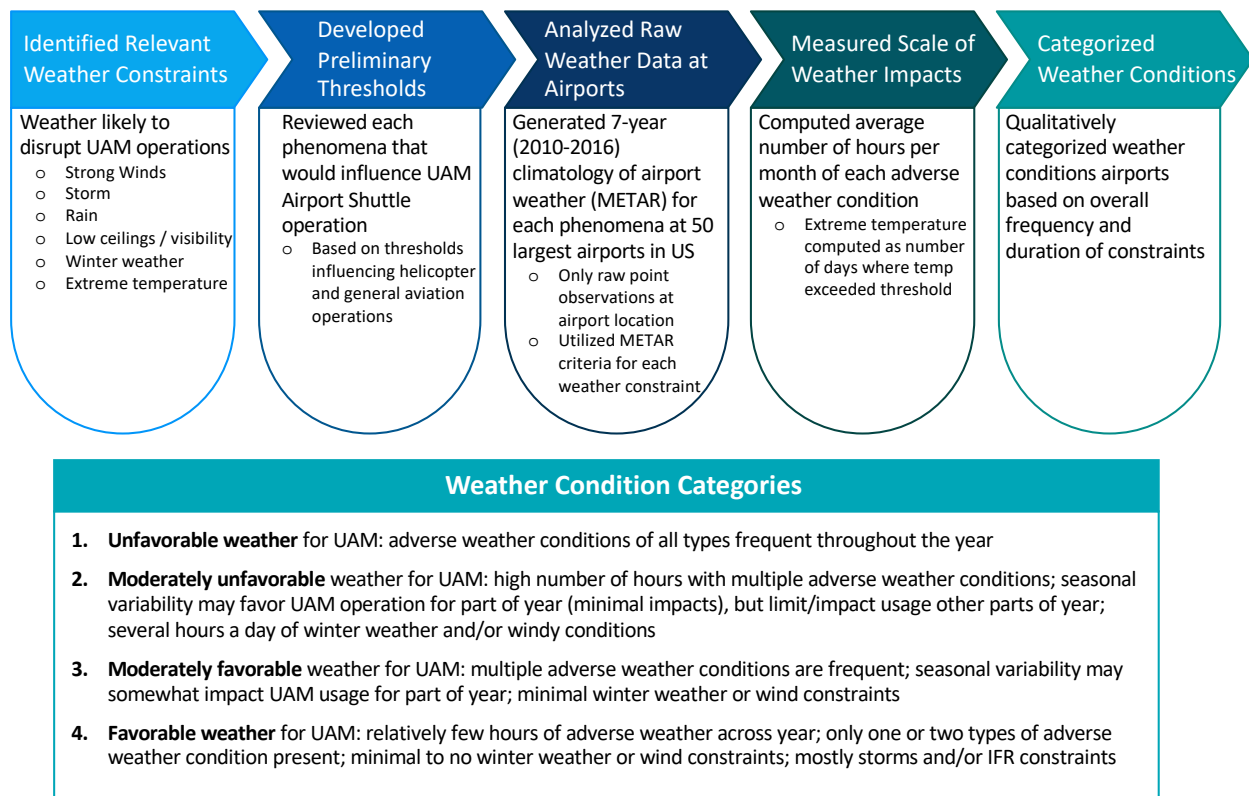 Identified Relevant
Weather Constraints
Weather likely to
disrupt UAM operations
o Strong Winds
o Storm
o Rain
o Low ceilings / visibility
o Winter weather
o Extreme temperature
Developed
Preliminary
Thresholds
Reviewed each
phenomena that
would influence UAM
Airport Shuttle
operation
o Based on thresholds
influencing helicopter
and general aviation
operations
Analyzed Raw
Weather Data at
Airports
Generated 7-year
(2010-2016)
climatology of airport
weather (METAR) for
each phenomena at 50
largest airports in US
o Only raw point
observations at
airport location
o Utilized METAR
criteria for each
weather constraint
Measured Scale of
Weather Impacts
Computed average
number of hours per
month of each adverse
weather condition
o Extreme temperature
computed as number
of days where temp
exceeded threshold
Categorized
Weather Conditions
Qualitatively
categorized weather
conditions airports
based on overall
frequency and
duration of constraints
Weather Condition Categories
1. Unfavorable weather for UAM: adverse weather conditions of all types frequent throughout the year
2. Moderately unfavorable weather for UAM: high number of hours with multiple adverse weather conditions; seasonal
variability may favor UAM operation for part of year (minimal impacts), but limit/impact usage other parts of year;
several hours a day of winter weather and/or windy conditions
3. Moderately favorable weather for UAM: multiple adverse weather conditions are frequent; seasonal variability may
somewhat impact UAM usage for part of year; minimal winter weather or wind constraints
4. Favorable weather for UAM: relatively few hours of adverse weather across year; only one or two types of adverse
weather condition present; minimal to no winter weather or wind constraints; mostly storms and/or IFR constraints